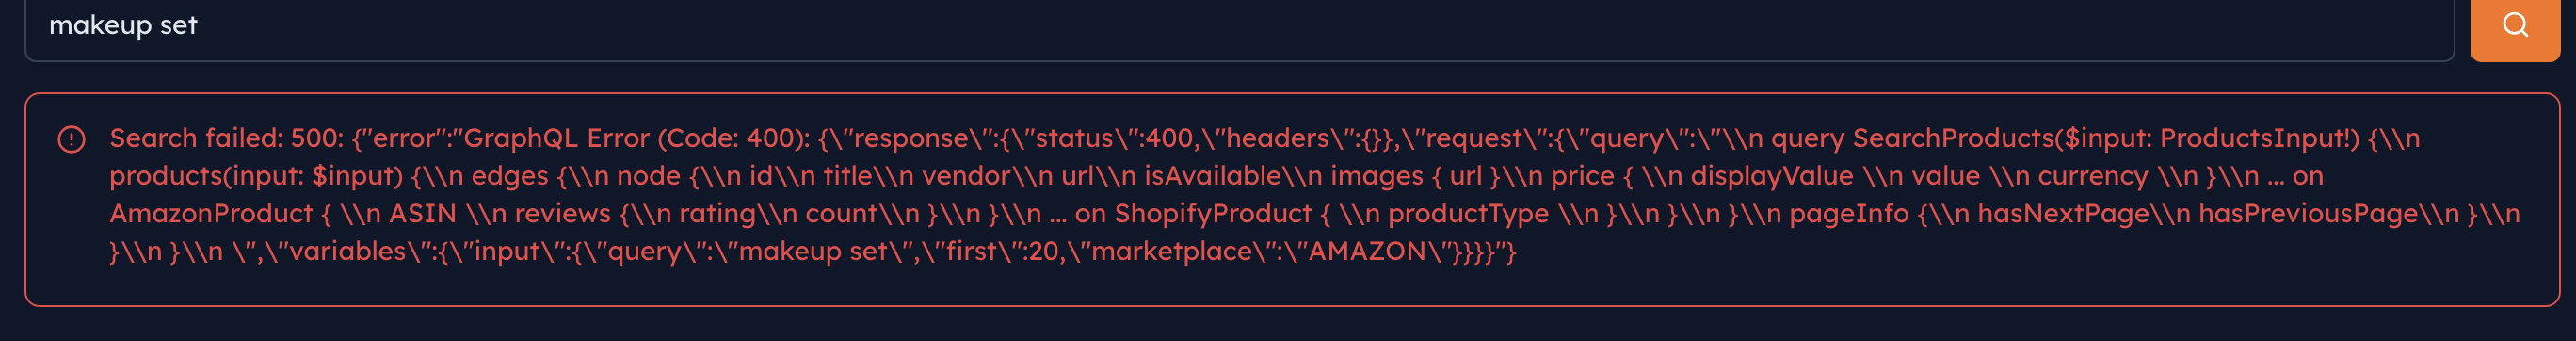 makeup set
Search failed: 500: {"error":"GraphQL Error (Code: 400): {\"response\":{\"status\":400,\"headers\":{}},\"request\":{\"query\":\"\\n query SearchProducts($input: ProductsInput!) {\\n
products(input: $input) {\\n edges {\\n node {\\n id\\n title\\n vendor\\n url\\n isAvailable\\n images { url }\\n price { \\n displayValue \\n value \\n currency \\n }\\n ... on
AmazonProduct { \\n ASIN \\n reviews {\\n rating\\n count\\n }\\n }\\n ... on ShopifyProduct { \\n productType \\n }\\n }\\n }\\n pageInfo {\\n hasNextPage\\n hasPreviousPage\\n }\\n
}\\n }\\n \",\"variables\":{\"input\":{\"query\":\"makeup set\",\"first\":20,\"marketplace\":\"AMAZON\"}}}}"}